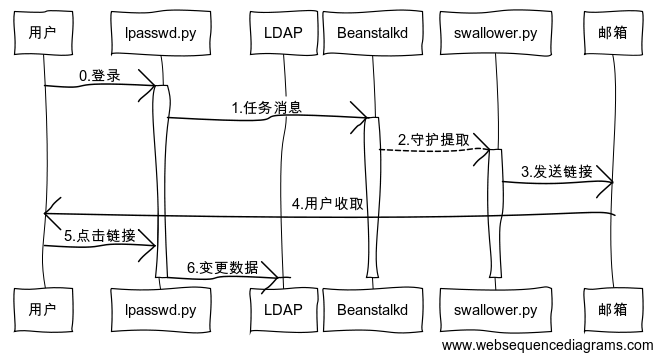 用户 lpasswd.py LDAP Beanstalkd swallower.py 邮箱
0.登录
1.任务消息
2.守护提取
3.发送链接
4.用户收取
5.点击链接
6.变更数据
用户 lpasswd.py LDAP Beanstalkd swallower.py 邮箱
www.websequencediagrams.com